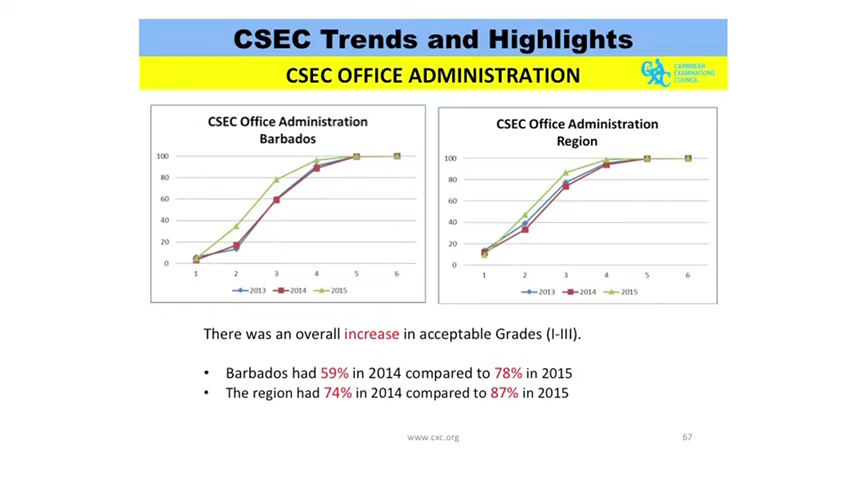 CSEC Trends and Highlights
CSEC OFFICE ADMINISTRATION
CXC
CARIBBEAN
EXAMINATIONS
COUNCIL
CSEC Office Administration
Barbados
100
80
60
40
20
0
1 2 3 4 5 6
2013 2014 2015
CSEC Office Administration
Region
100
80
60
40
20
0
1 2 3 4 5 6
2013 2014 2015
There was an overall increase in acceptable Grades (I-III).
• Barbados had 59% in 2014 compared to 78% in 2015
• The region had 74% in 2014 compared to 87% in 2015
www.cxc.org
67